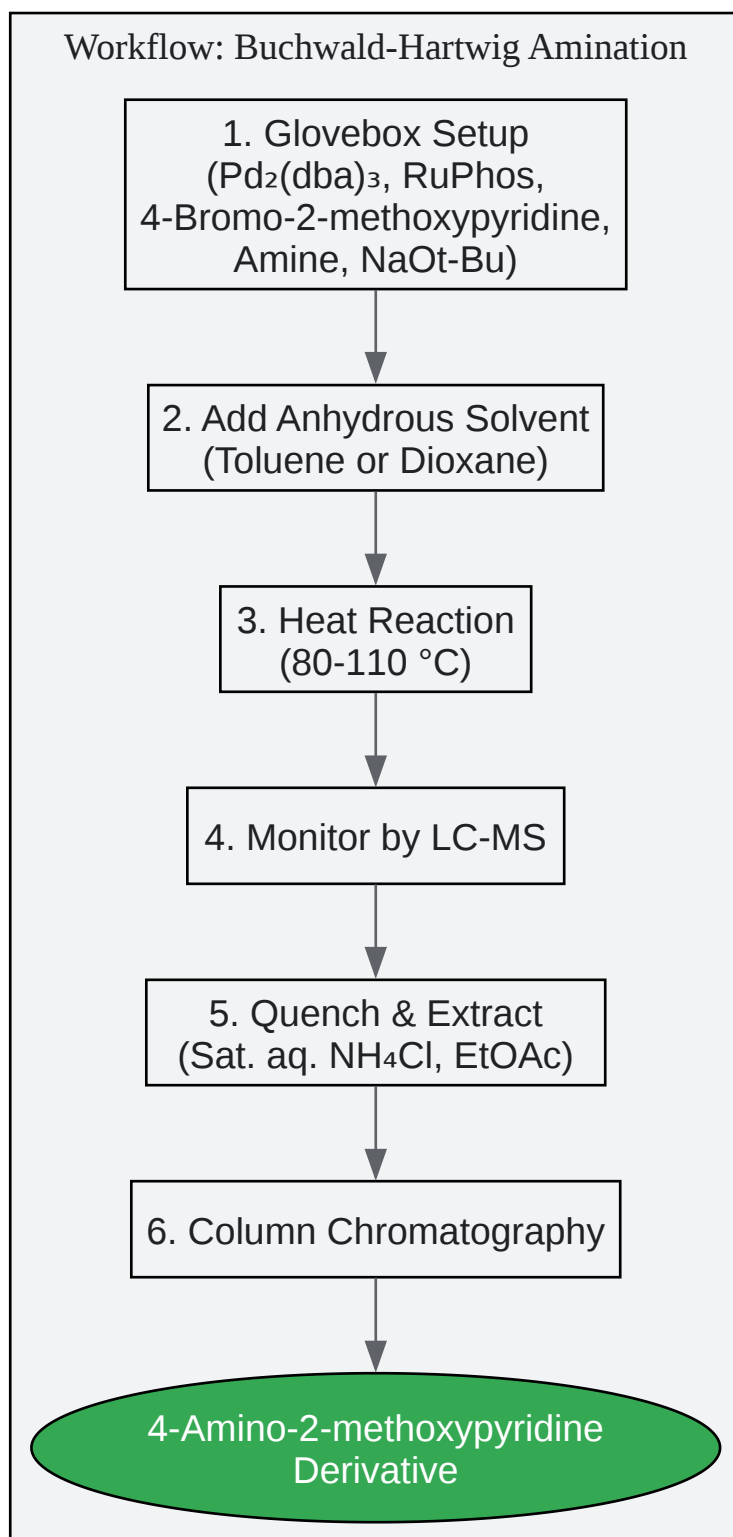 Workflow: Buchwald-Hartwig Amination
1. Glovebox Setup
(Pd₂(dba)₃, RuPhos,
4-Bromo-2-methoxypyridine,
Amine, NaOt-Bu)
2. Add Anhydrous Solvent
(Toluene or Dioxane)
3. Heat Reaction
(80-110 °C)
4. Monitor by LC-MS
5. Quench & Extract
(Sat. aq. NH₄Cl, EtOAc)
6. Column Chromatography
4-Amino-2-methoxypyridine
Derivative